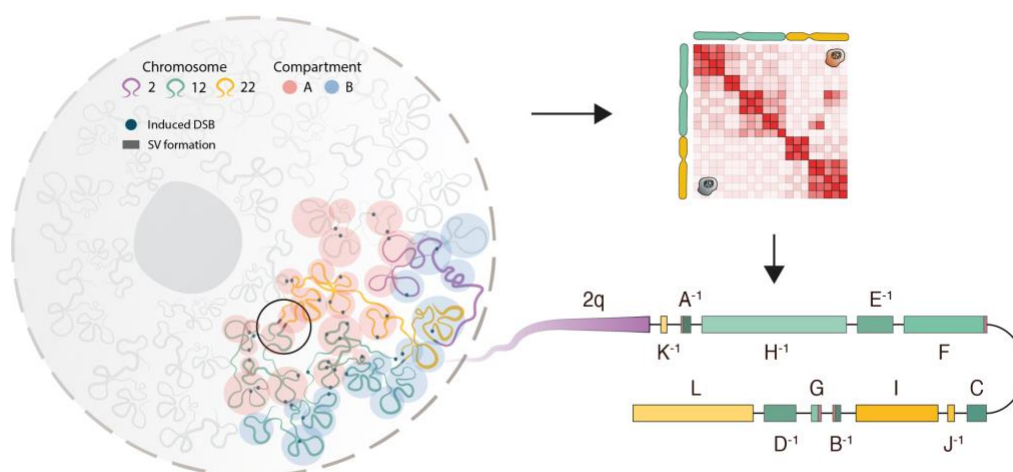 Chromosome Compartment
2 12 22 A B
Induced DSB
SV formation
2q A⁻¹ E⁻¹
K⁻¹ H⁻¹ F
L G I C
D⁻¹ B⁻¹ J⁻¹